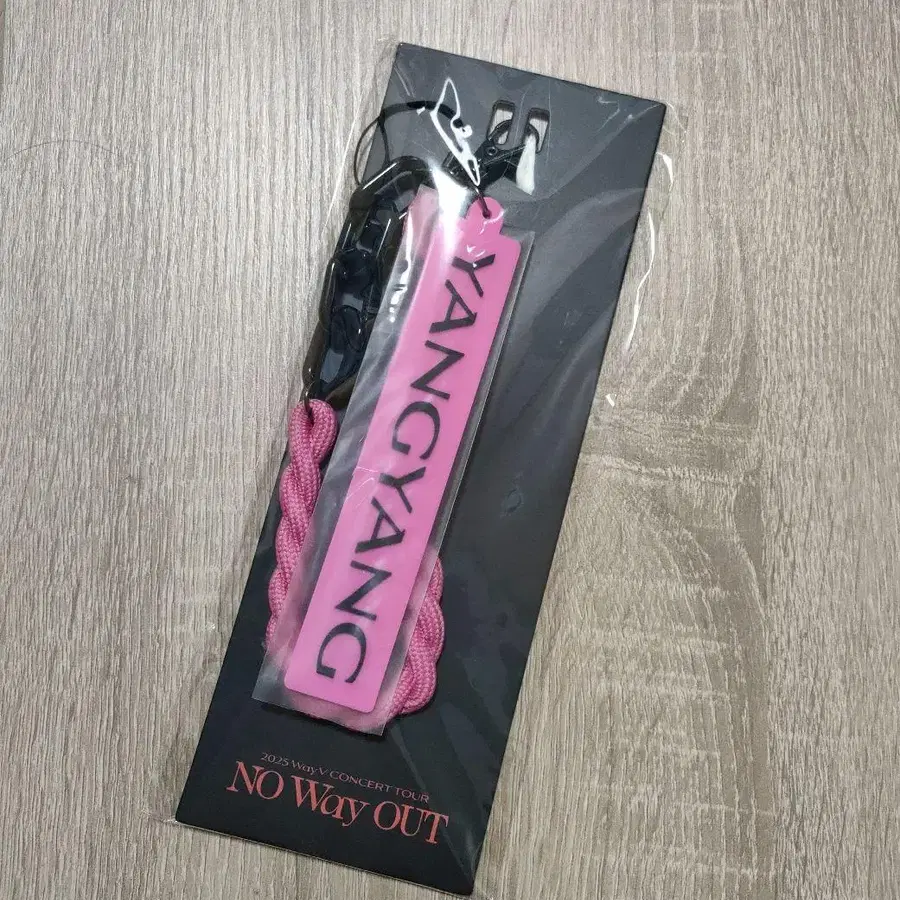 YANGYANG
2025 WayV CONCERT TOUR
NO Way OUT